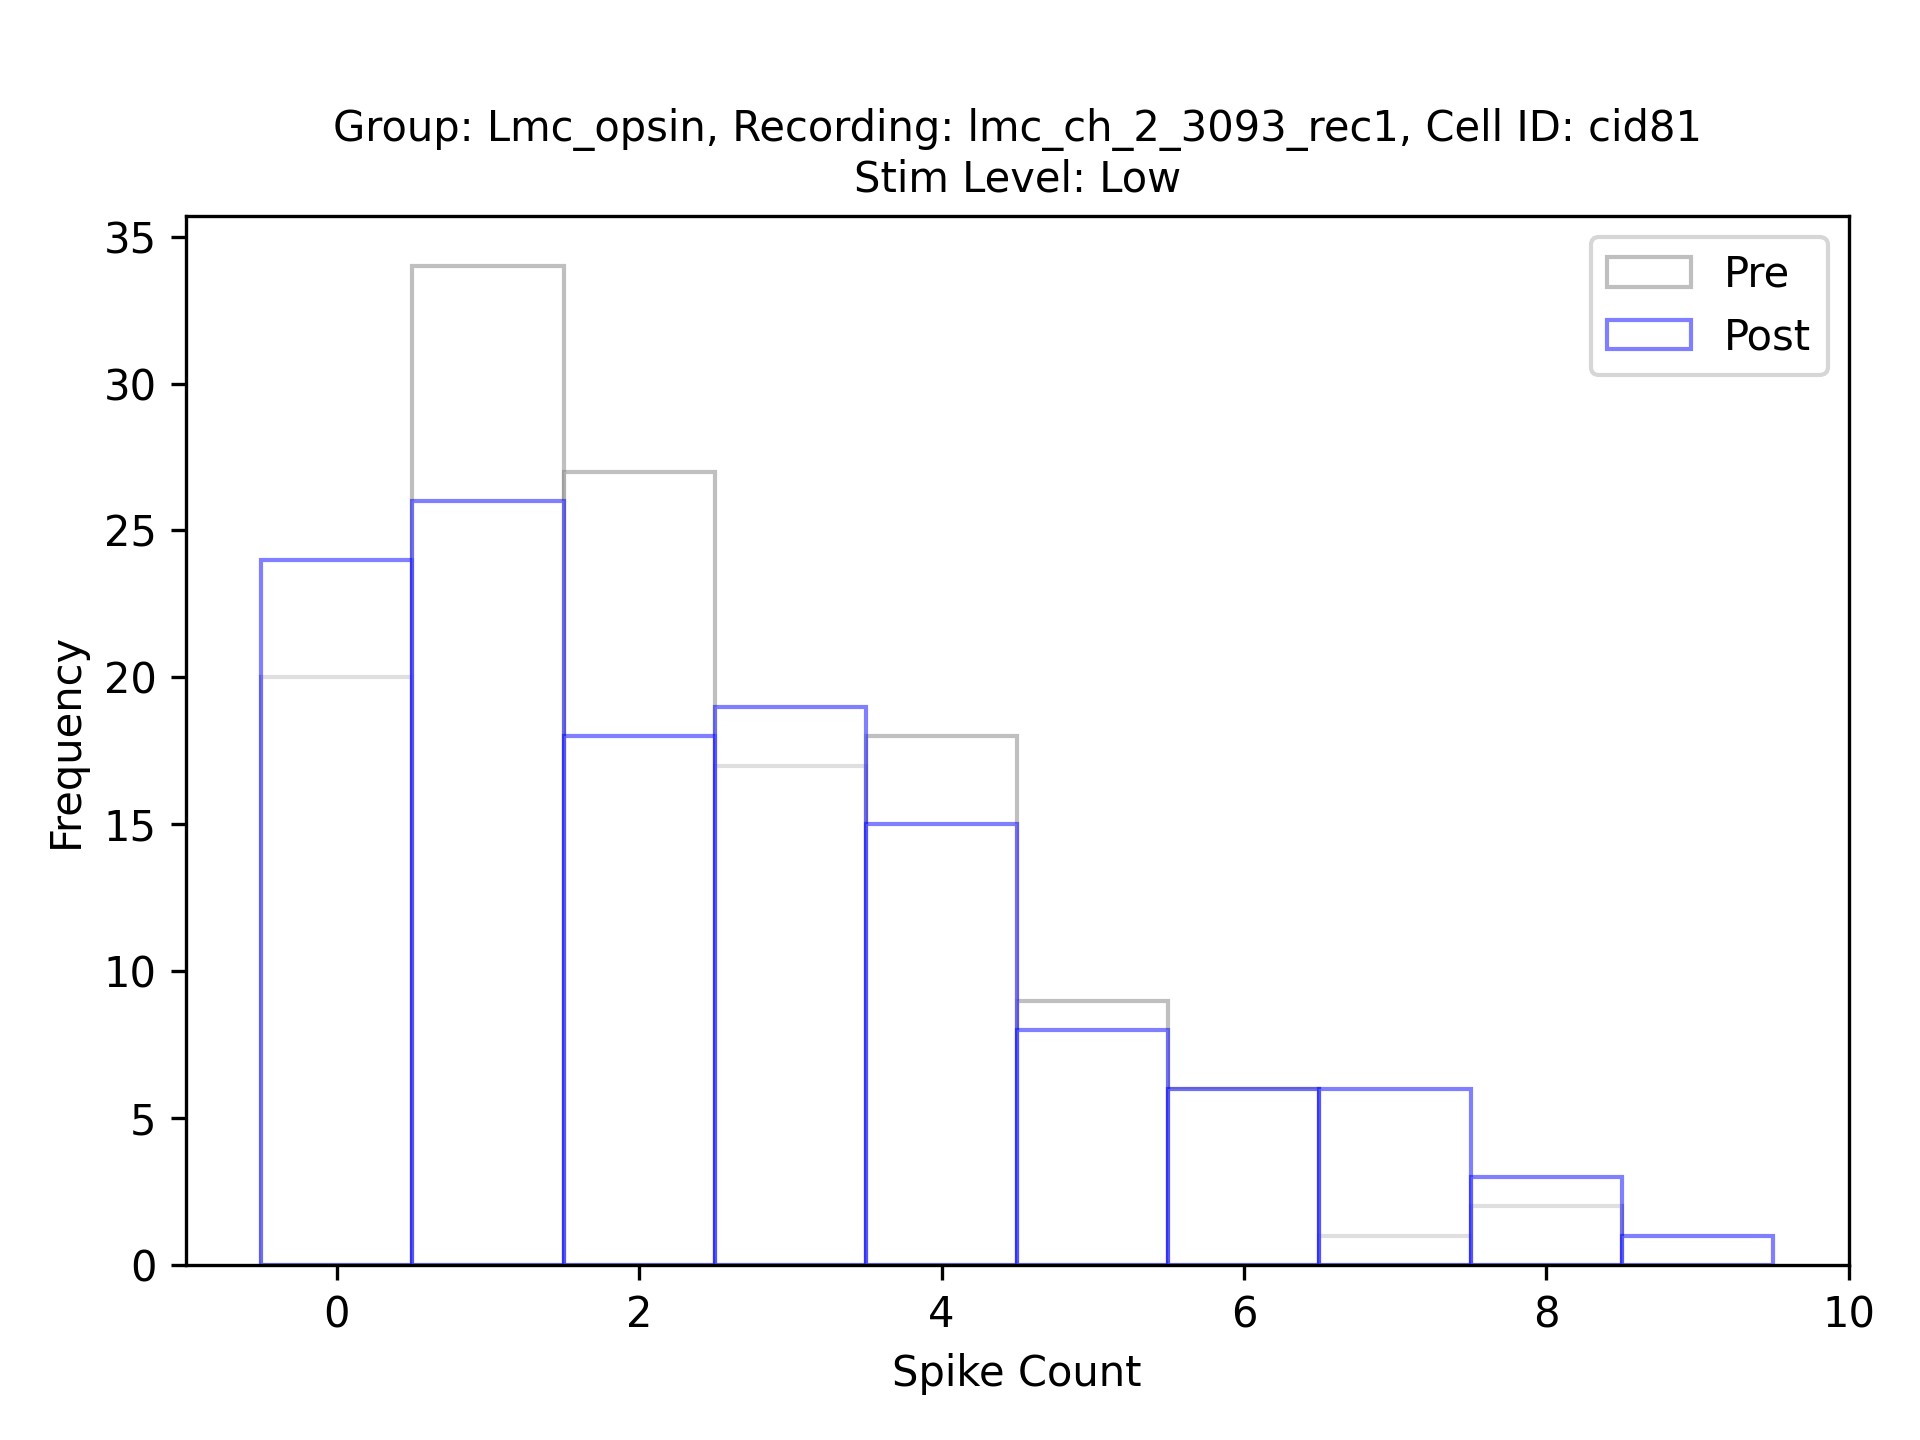 Group: Lmc_opsin, Recording: lmc_ch_2_3093_rec1, Cell ID: cid81
Stim Level: Low
Pre
Post
35
30
25
20
15
10
5
0
Frequency
0 2 4 6 8 10
Spike Count